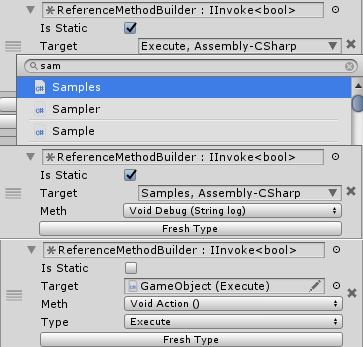 ReferenceMethodBuilder : IInvoke<bool>
Is Static
Target Execute, Assembly-CSharp
sam
Samples
Sampler
Sample
ReferenceMethodBuilder : IInvoke<bool>
Is Static
Target Samples, Assembly-CSharp
Meth Void Debug (String log)
Fresh Type
ReferenceMethodBuilder : IInvoke<bool>
Is Static
Target GameObject (Execute)
Meth Void Action ()
Type Execute
Fresh Type